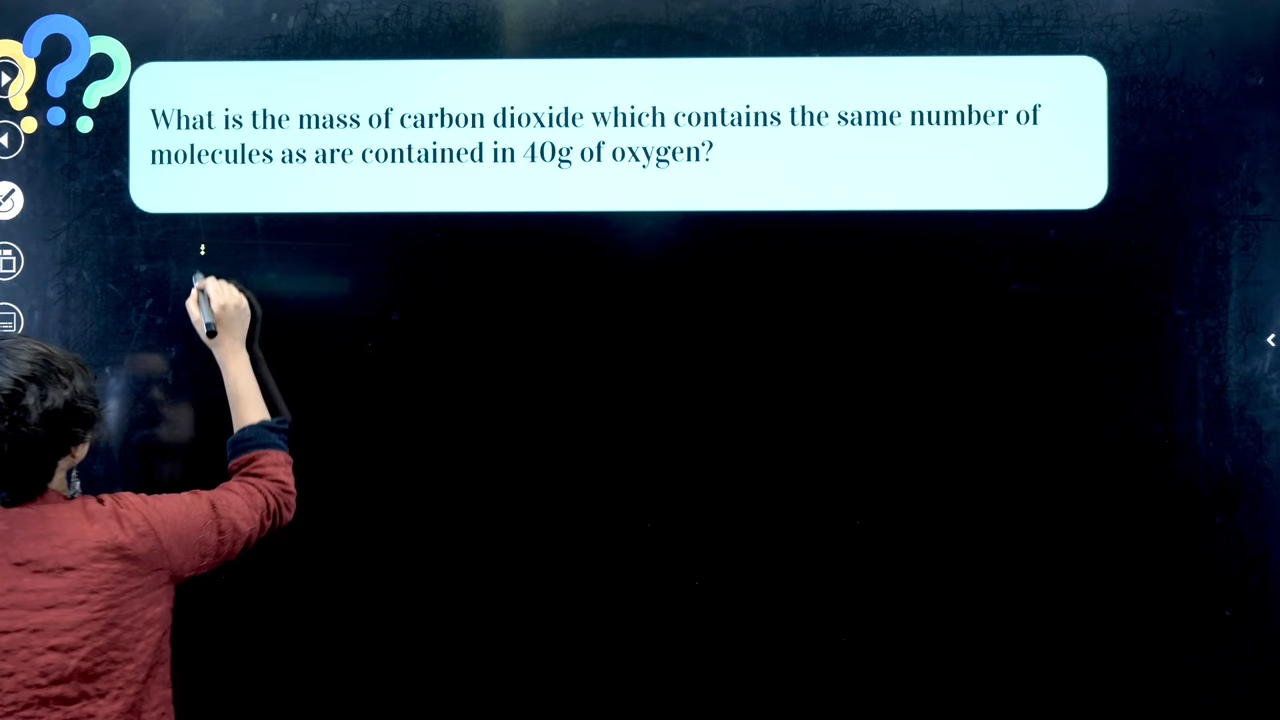 What is the mass of carbon dioxide which contains the same number of
molecules as are contained in 40g of oxygen?